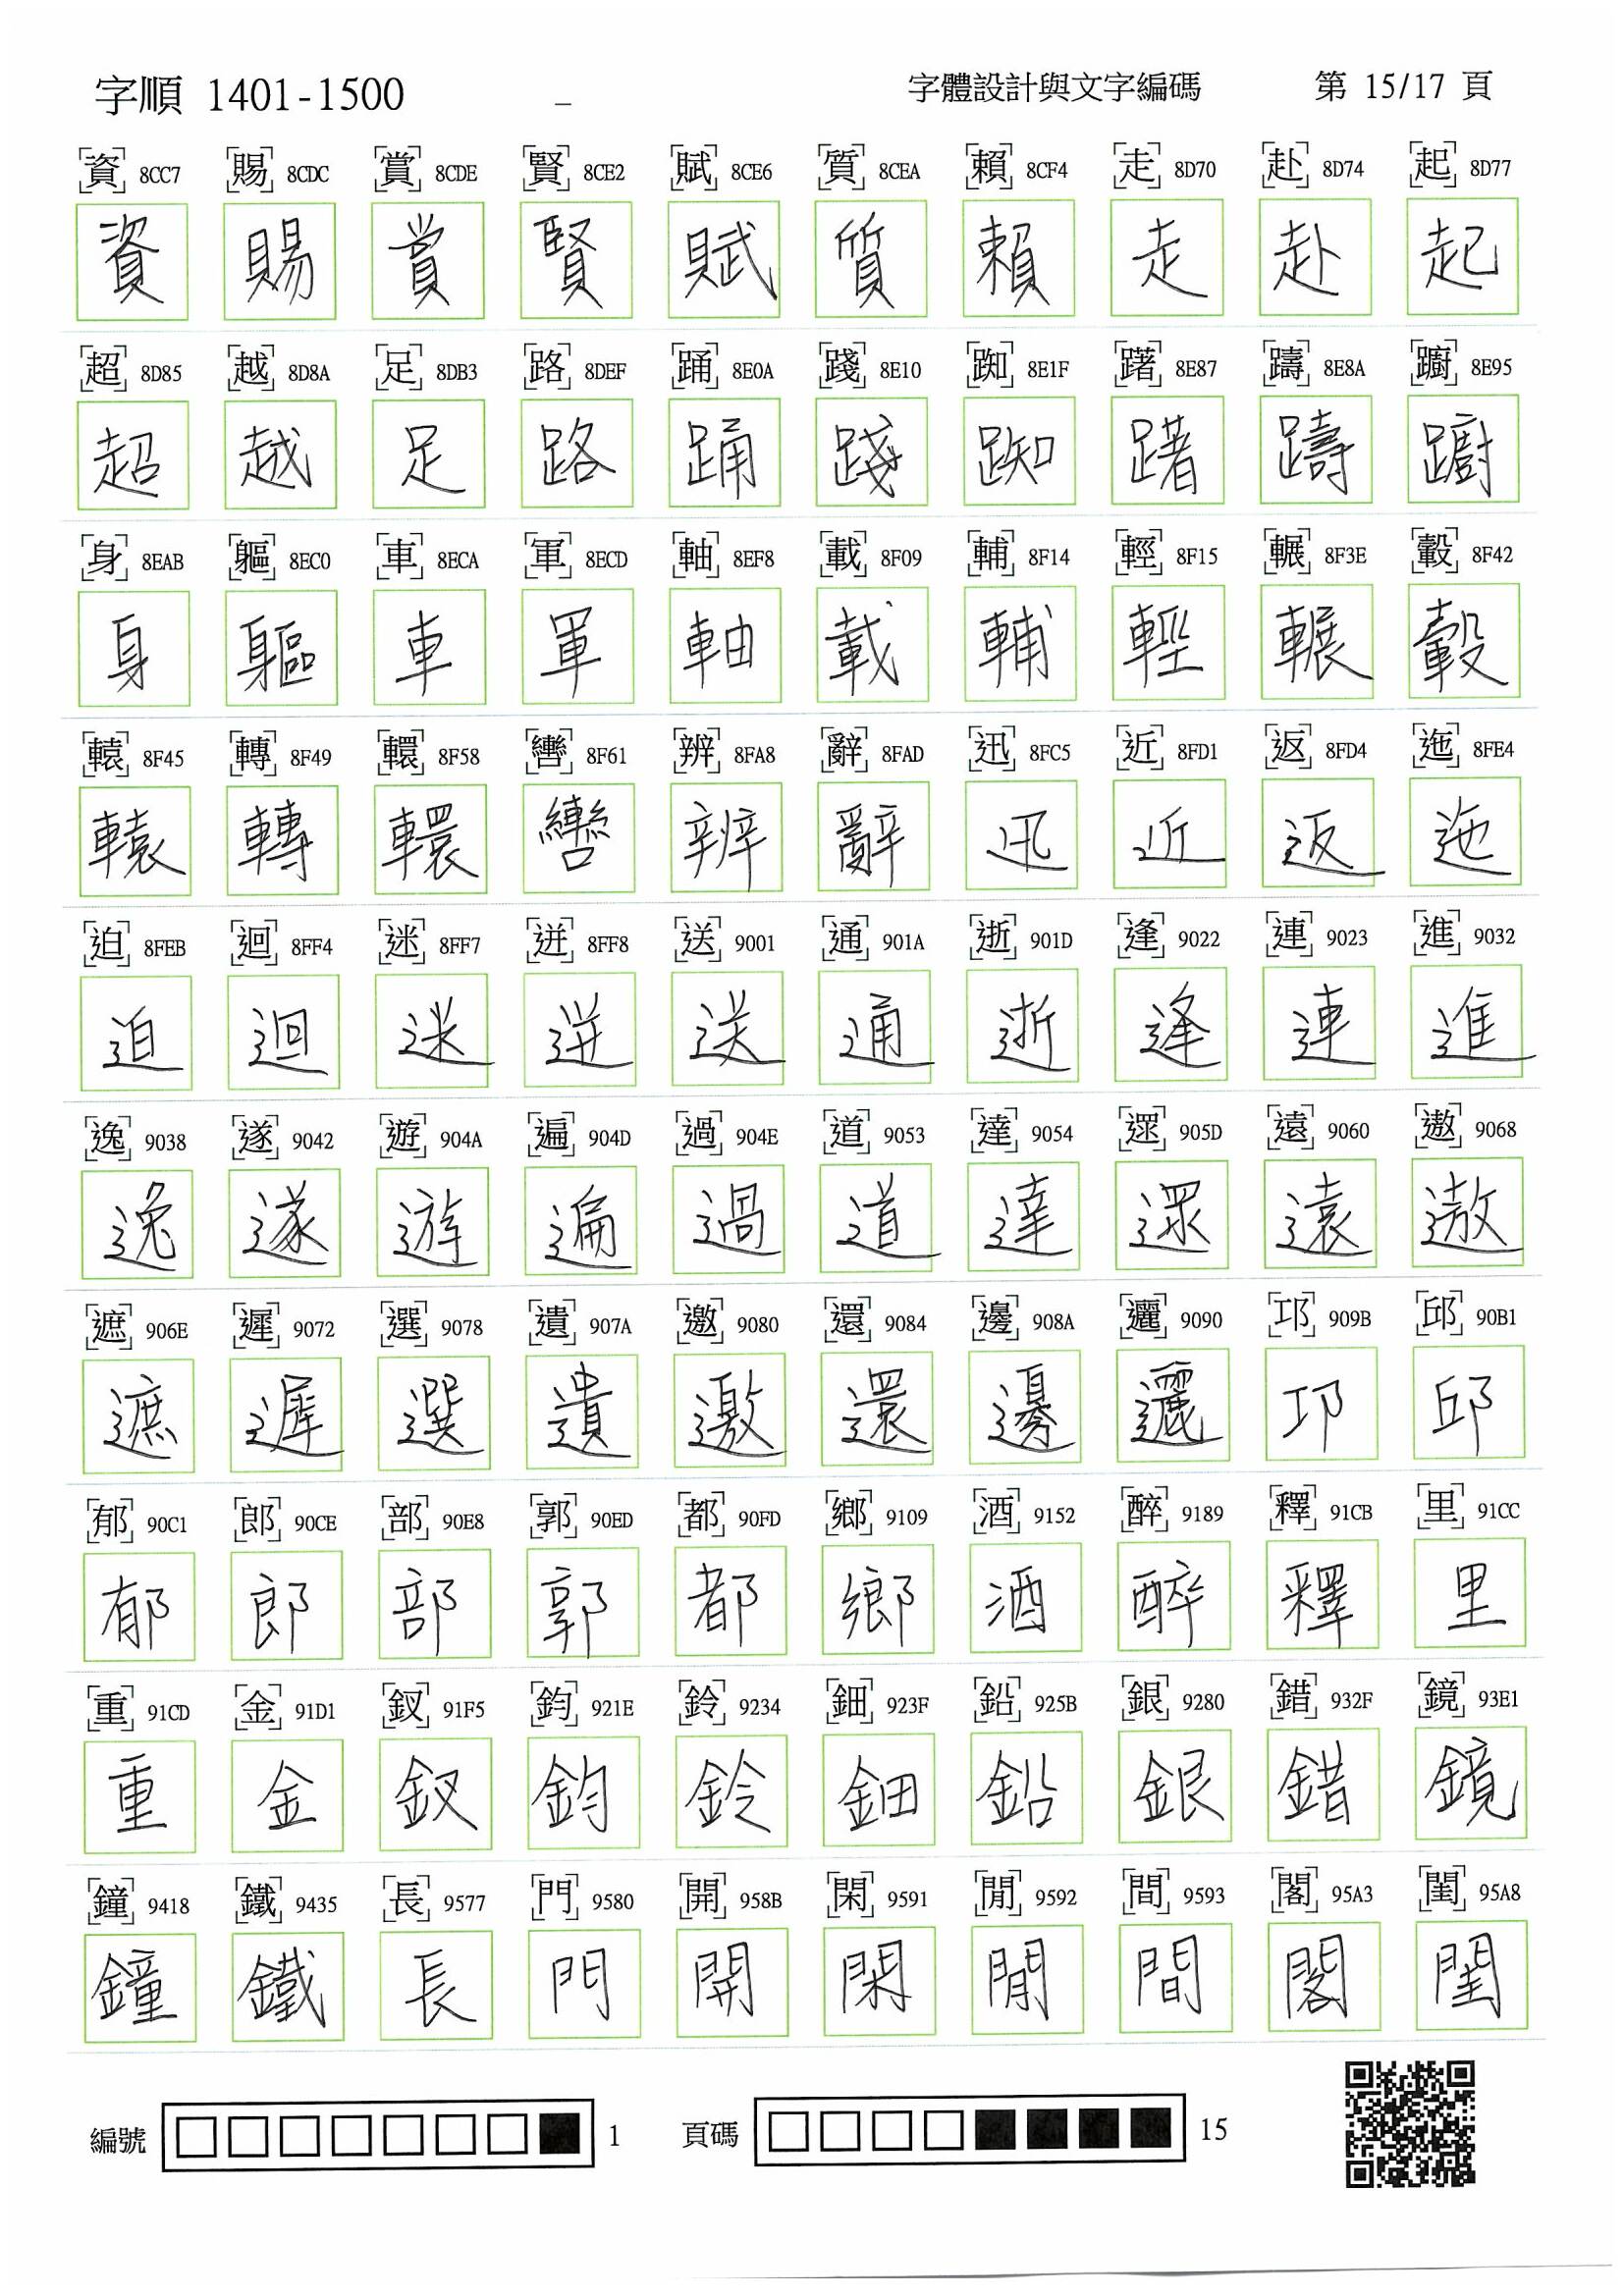 字順 1401-1500 _ 字體設計與文字編碼 第 15/17 頁
資 8CC7 賜 8CDC 賞 8CDE 賢 8CE2 賦 8CE6 質 8CEA 賴 8CF4 走 8D70 赴 8D74 起 8D77
資 賜 賞 賢 賦 質 賴 走 赴 起
超 8D85 越 8D8A 足 8DB3 路 8DEF 踊 8E0A 踐 8E10 踟 8E1F 躇 8E87 躊 8E8A 躕 8E95
超 越 足 路 踊 踐 踟 躇 躊 躕
身 8EAB 軀 8EC0 車 8ECA 軍 8ECD 軸 8EF8 載 8F09 輔 8F14 輕 8F15 輾 8F3E 轂 8F42
身 軀 車 軍 軸 載 輔 輕 輾 轂
轅 8F45 轉 8F49 轘 8F58 轡 8F61 辨 8FA8 辭 8FAD 迅 8FC5 近 8FD1 返 8FD4 迤 8FE4
轅 轉 轘 轡 辨 辭 迅 近 返 迤
迫 8FEB 迴 8FF4 迷 8FF7 迸 8FF8 送 9001 通 901A 逝 901D 逢 9022 連 9023 進 9032
迫 迴 迷 迸 送 通 逝 逢 連 進
逸 9038 遂 9042 遊 904A 遍 904D 過 904E 道 9053 達 9054 遝 905D 遠 9060 遨 9068
逸 遂 遊 遍 過 道 達 遝 遠 遨
遮 906E 遲 9072 選 9078 遺 907A 邀 9080 還 9084 邊 908A 邐 9090 邛 909B 邱 90B1
遮 遲 選 遺 邀 還 邊 邐 邛 邱
郁 90C1 郎 90CE 部 90E8 郭 90ED 都 90FD 鄉 9109 酒 9152 醉 9189 釋 91CB 里 91CC
郁 郎 部 郭 都 鄉 酒 醉 釋 里
重 91CD 金 91D1 釵 91F5 鈞 921E 鈴 9234 鈿 923F 鉛 925B 銀 9280 錯 932F 鏡 93E1
重 金 釵 鈞 鈴 鈿 鉛 銀 錯 鏡
鐘 9418 鐵 9435 長 9577 門 9580 開 958B 閑 9591 閒 9592 間 9593 閣 95A3 閨 95A8
鐘 鐵 長 門 開 閑 閒 間 閣 閨
編號 1 頁碼 15